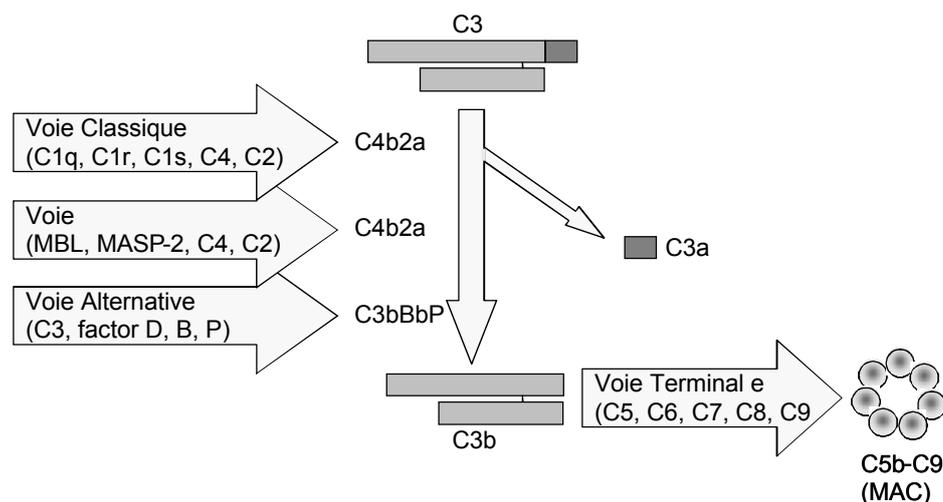 C3
Voie Classique
(C1q, C1r, C1s, C4, C2)
C4b2a
Voie
(MBL, MASP-2, C4, C2)
C4b2a
C3a
Voie Alternative
(C3, factor D, B, P)
C3bBbP
Voie Terminal e
(C5, C6, C7, C8, C9
C3b
C5b-C9
(MAC)